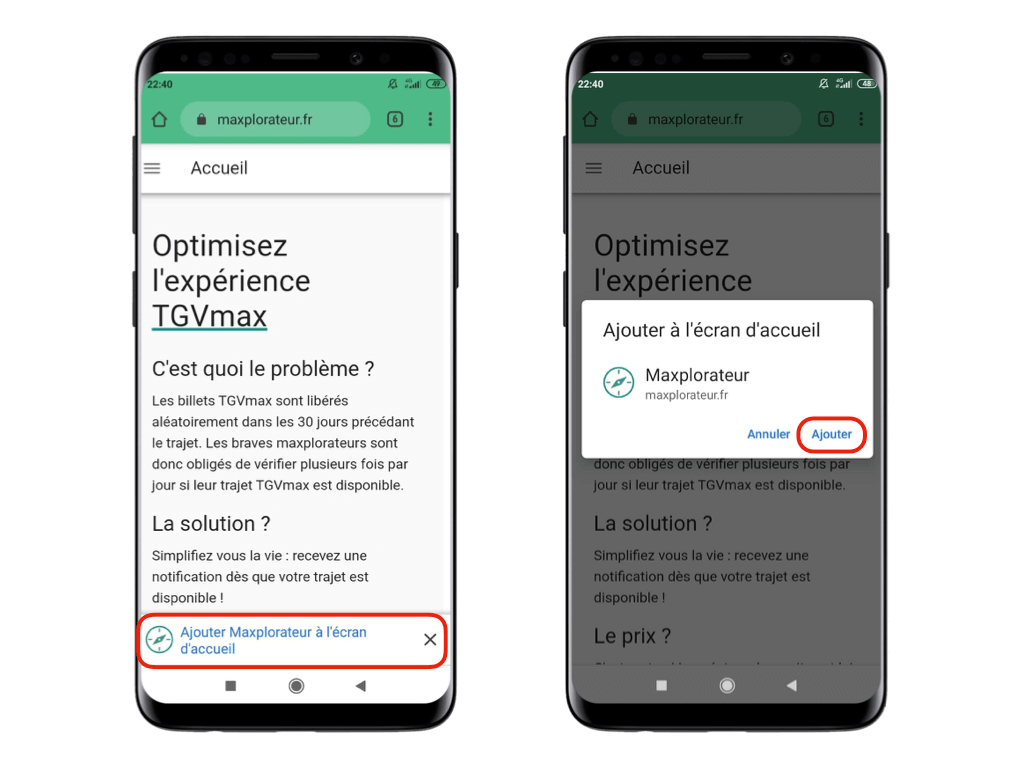 22:40
4G
49
maxplorateur.fr
6
Accueil
Optimisez
l'expérience
TGVmax
C'est quoi le problème ?
Les billets TGVmax sont libérés
aléatoirement dans les 30 jours précédant
le trajet. Les braves maxplorateurs sont
donc obligés de vérifier plusieurs fois par
jour si leur trajet TGVmax est disponible.
La solution ?
Simplifiez vous la vie : recevez une
notification dès que votre trajet est
disponible !
Ajouter Maxplorateur à l'écran
d'accueil
22:40
4G
48
maxplorateur.fr
6
Accueil
Optimisez
l'expérience
Ajouter à l'écran d'accueil
Maxplorateur
maxplorateur.fr
Annuler Ajouter
donc obligés de vérifier plusieurs fois par
jour si leur trajet TGVmax est disponible.
La solution ?
Simplifiez vous la vie : recevez une
notification dès que votre trajet est
disponible !
Le prix ?